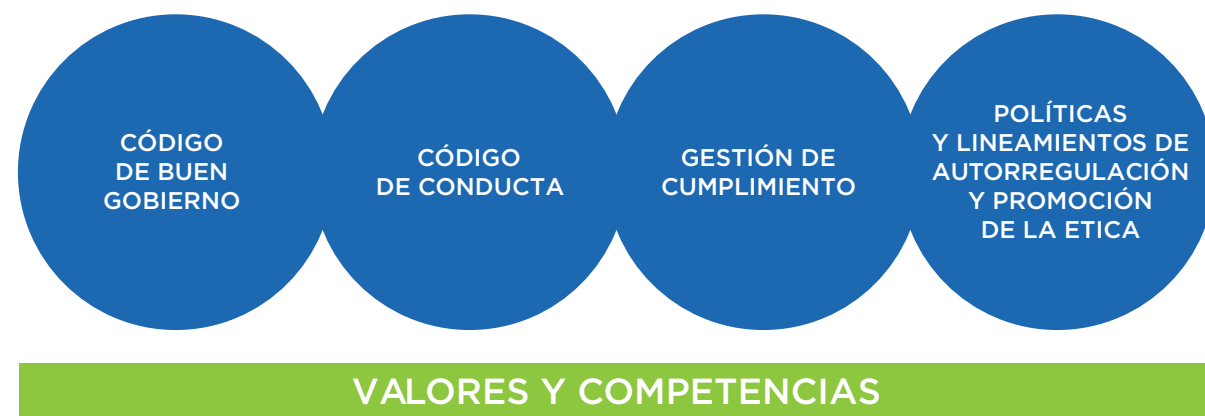 CÓDIGO
DE BUEN
GOBIERNO
CÓDIGO
DE CONDUCTA
GESTIÓN DE
CUMPLIMIENTO
POLÍTICAS
Y LINEAMIENTOS DE
AUTORREGULACIÓN
Y PROMOCIÓN
DE LA ETICA
VALORES Y COMPETENCIAS